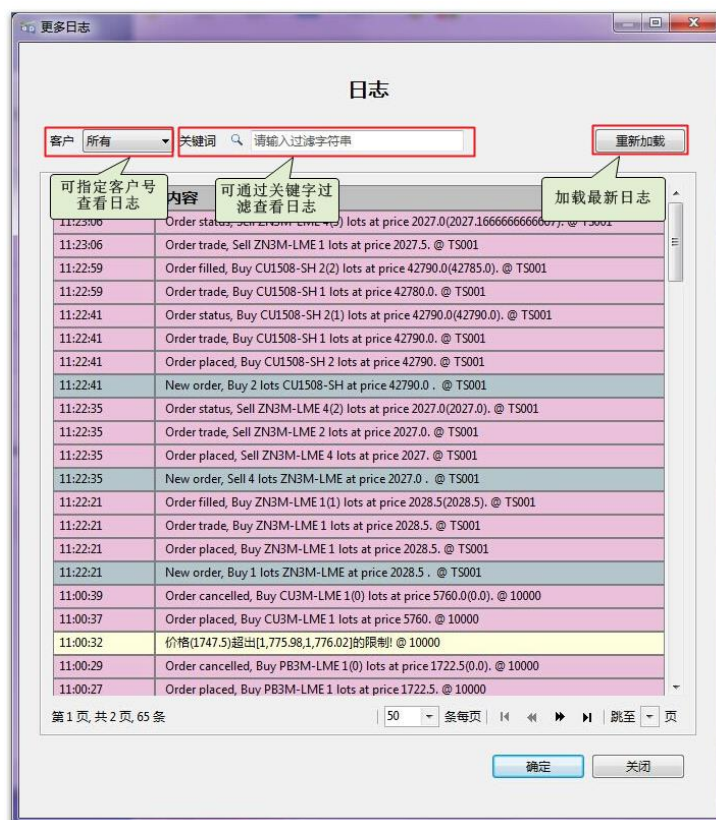 更多日志
日志
客户 所有 关键词 请输入过滤字符串 重新加载
可指定客户号
查看日志
可通过关键字过
滤查看日志
加载最新日志
内容
11:23:06 Order status, Sell ZN3M-LME 4(3) lots at price 2027.0(2027.1666666666667). @ TS001
11:23:06 Order trade, Sell ZN3M-LME 1 lots at price 2027.5. @ TS001
11:22:59 Order filled, Buy CU1508-SH 2(2) lots at price 42790.0(42785.0). @ TS001
11:22:59 Order trade, Buy CU1508-SH 1 lots at price 42780.0. @ TS001
11:22:41 Order status, Buy CU1508-SH 2(1) lots at price 42790.0(42790.0). @ TS001
11:22:41 Order trade, Buy CU1508-SH 1 lots at price 42790.0. @ TS001
11:22:41 Order placed, Buy CU1508-SH 2 lots at price 42790. @ TS001
11:22:41 New order, Buy 2 lots CU1508-SH at price 42790.0 . @ TS001
11:22:35 Order status, Sell ZN3M-LME 4(2) lots at price 2027.0(2027.0). @ TS001
11:22:35 Order trade, Sell ZN3M-LME 2 lots at price 2027.0. @ TS001
11:22:35 Order placed, Sell ZN3M-LME 4 lots at price 2027. @ TS001
11:22:35 New order, Sell 4 lots ZN3M-LME at price 2027.0 . @ TS001
11:22:21 Order filled, Buy ZN3M-LME 1(1) lots at price 2028.5(2028.5). @ TS001
11:22:21 Order trade, Buy ZN3M-LME 1 lots at price 2028.5. @ TS001
11:22:21 Order placed, Buy ZN3M-LME 1 lots at price 2028.5. @ TS001
11:22:21 New order, Buy 1 lots ZN3M-LME at price 2028.5 . @ TS001
11:00:39 Order cancelled, Buy CU3M-LME 1(0) lots at price 5760.0(0.0). @ 10000
11:00:37 Order placed, Buy CU3M-LME 1 lots at price 5760. @ 10000
11:00:32 价格(1747.5)超出[1,775.98,1,776.02]的限制! @ 10000
11:00:29 Order cancelled, Buy PB3M-LME 1(0) lots at price 1722.5(0.0). @ 10000
11:00:27 Order placed, Buy PB3M-LME 1 lots at price 1722.5. @ 10000
第1页, 共2页, 65条 50 条每页 跳至 页
确定 关闭